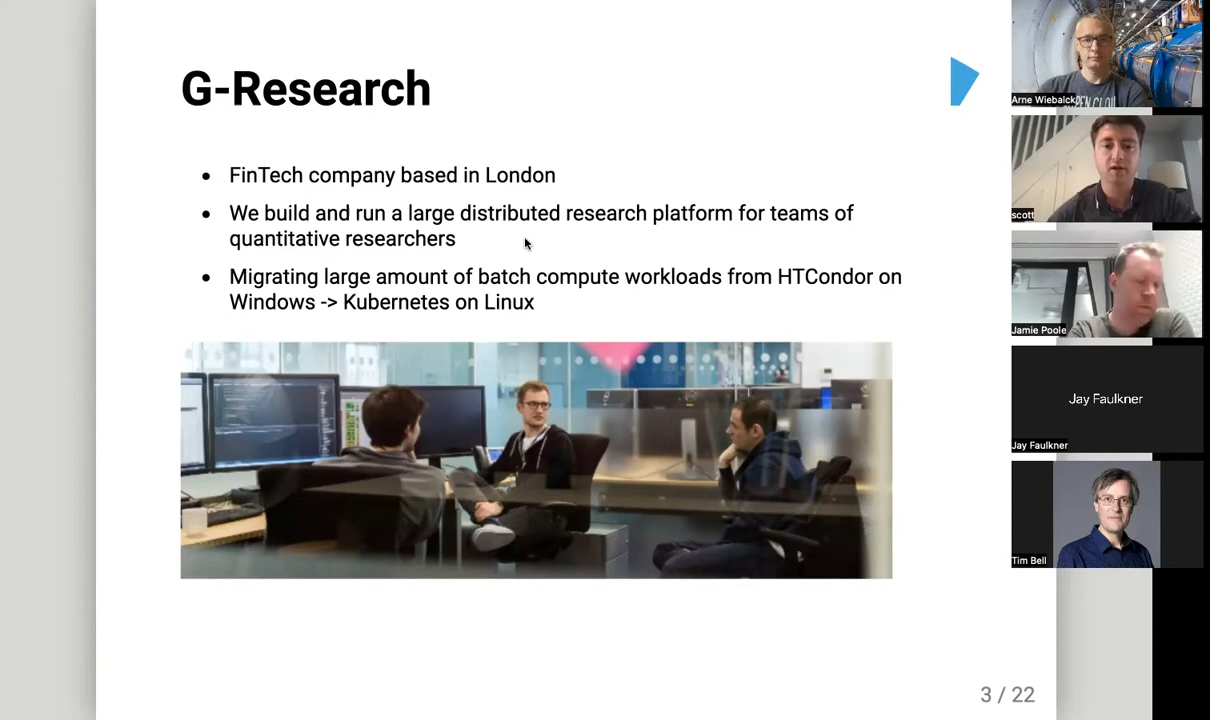 G-Research
FinTech company based in London
We build and run a large distributed research platform for teams of
quantitative researchers
Migrating large amount of batch compute workloads from HTCondor on
Windows -> Kubernetes on Linux
3 / 22
Arne Wiebalck
scott
Jamie Poole
Jay Faulkner
Jay Faulkner
Tim Bell